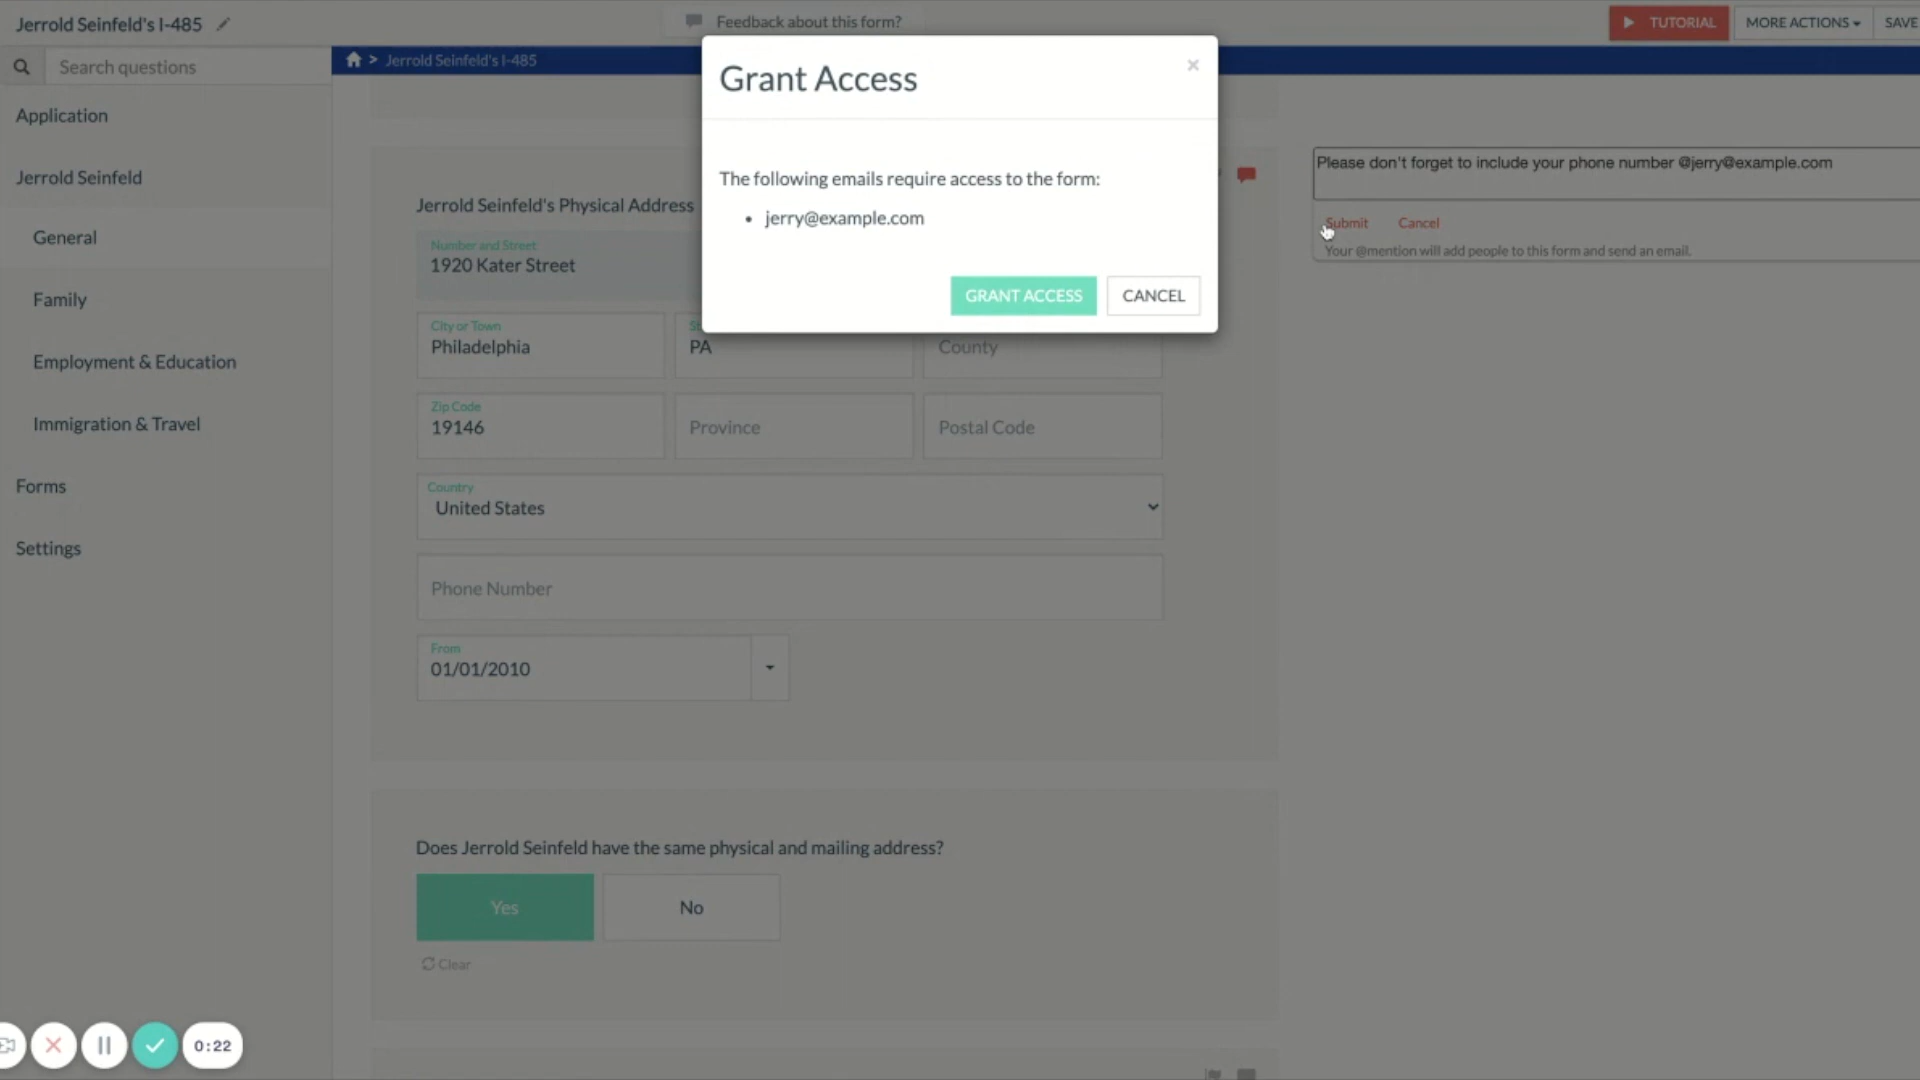 Jerrold Seinfeld's I-485
Feedback about this form?
TUTORIAL
MORE ACTIONS
SAVE
Search questions
> Jerrold Seinfeld's I-485
Grant Access
×
The following emails require access to the form:
• jerry@example.com
GRANT ACCESS
CANCEL
Application
Jerrold Seinfeld
General
Family
Employment & Education
Immigration & Travel
Forms
Settings
Please don't forget to include your phone number @jerry@example.com
Submit
Cancel
Your @mention will add people to this form and send an email.
Jerrold Seinfeld's Physical Address
Number and Street
1920 Kater Street
City or Town
Philadelphia
St
PA
County
Zip Code
19146
Province
Postal Code
Country
United States
Phone Number
From
01/01/2010
Does Jerrold Seinfeld have the same physical and mailing address?
Yes
No
Clear
0:22